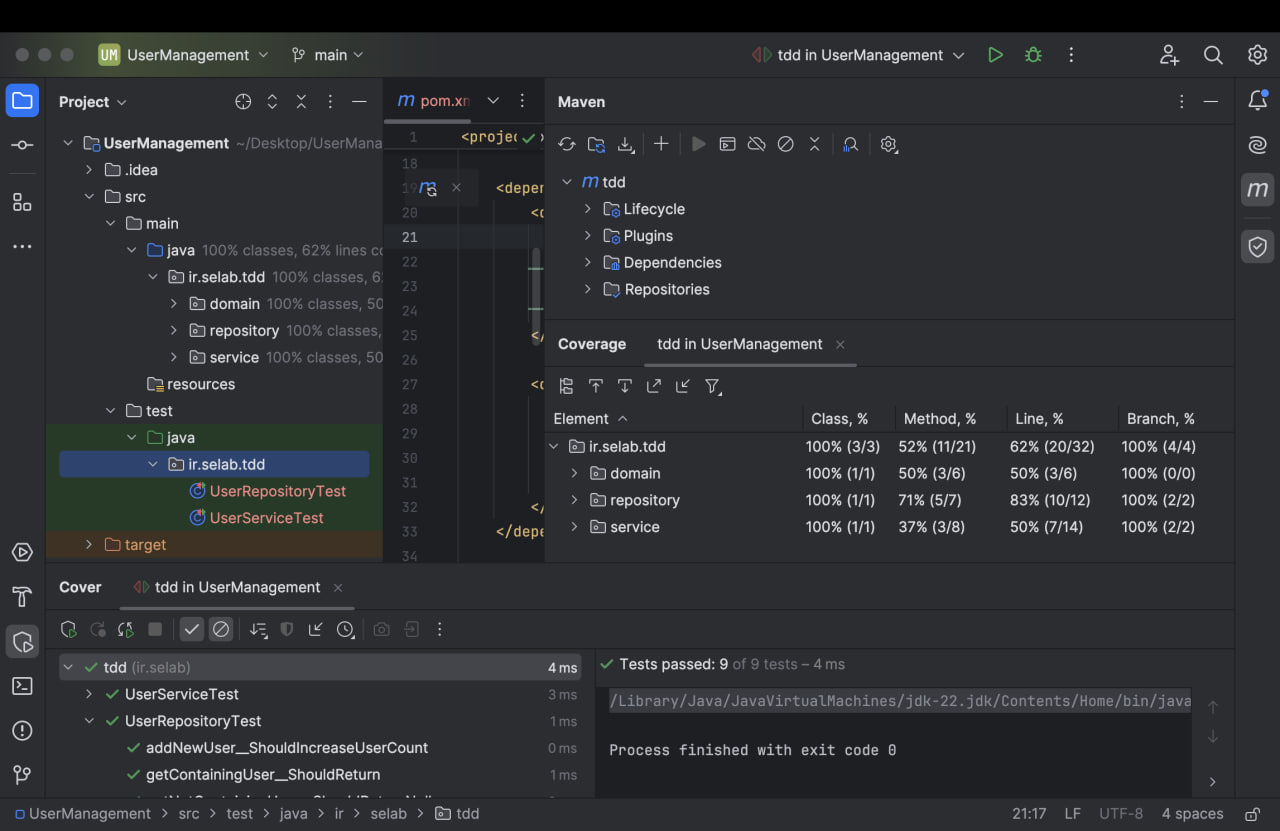 UM UserManagement main tdd in UserManagement
Project
UserManagement ~/Desktop/UserMana
.idea
src
main
java 100% classes, 62% lines co
ir.selab.tdd 100% classes, 62
domain 100% classes, 50
repository 100% classes,
service 100% classes, 50
resources
test
java
ir.selab.tdd
UserRepositoryTest
UserServiceTest
target
m pom.xm
1 <projec
18
19 <depen
20 <d
21
22
23
24
25 </
26
27 <d
28
29
30
31
32 </
33 </depe
34
Maven
m tdd
Lifecycle
Plugins
Dependencies
Repositories
m
Coverage tdd in UserManagement
Element Class, % Method, % Line, % Branch, %
ir.selab.tdd 100% (3/3) 52% (11/21) 62% (20/32) 100% (4/4)
domain 100% (1/1) 50% (3/6) 50% (3/6) 100% (0/0)
repository 100% (1/1) 71% (5/7) 83% (10/12) 100% (2/2)
service 100% (1/1) 37% (3/8) 50% (7/14) 100% (2/2)
Cover tdd in UserManagement
tdd (ir.selab) 4 ms
UserServiceTest 3 ms
UserRepositoryTest 1 ms
addNewUser__ShouldIncreaseUserCount 0 ms
getContainingUser__ShouldReturn 1 ms
Tests passed: 9 of 9 tests – 4 ms
/Library/Java/JavaVirtualMachines/jdk-22.jdk/Contents/Home/bin/java
Process finished with exit code 0
UserManagement > src > test > java > ir > selab > tdd 21:17 LF UTF-8 4 spaces